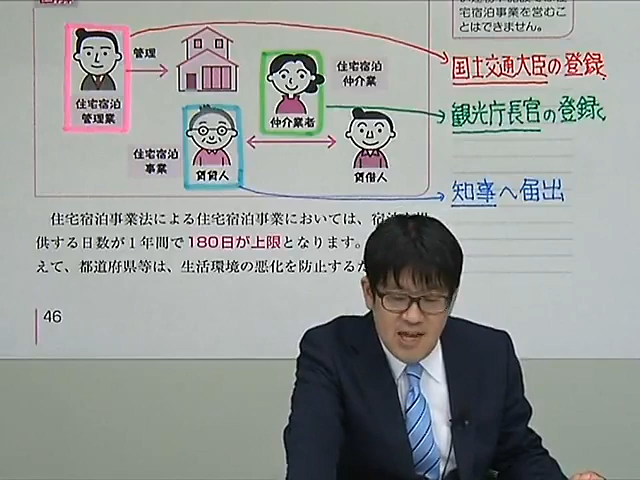 住宅宿泊事業を営むこ
とはできません。
管理
住宅宿泊
管理業
住宅宿泊
仲介業
仲介業者
住宅宿泊
事業
賃貸人
賃借人
国土交通大臣の登録
観光庁長官の登録
知事へ届出
住宅宿泊事業法による住宅宿泊事業においては、宿泊
供する日数が1年間で180日が上限となります。
えて、都道府県等は、生活環境の悪化を防止するた
46